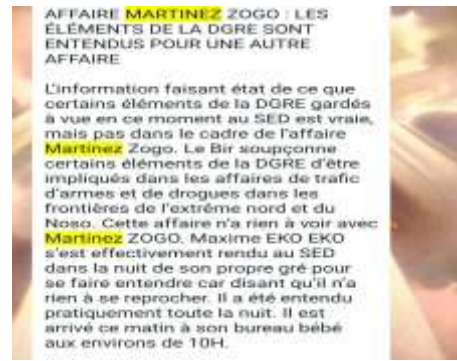 AFFAIRE MARTINEZ ZOGO : LES
ÉLÉMENTS DE LA DGRE SONT
ENTENDUS POUR UNE AUTRE
AFFAIRE
L'information faisant état de ce que
certains éléments de la DGRE gardés
à vue en ce moment au SED est vraie,
mais pas dans le cadre de l'affaire
Martinez Zogo. Le Bir soupçonne
certains éléments de la DGRE d'être
impliqués dans les affaires de trafic
d'armes et de drogues dans les
frontières de l'extrême nord et du
Noso. Cette affaire n'a rien à voir avec
Martinez ZOGO. Maxime EKO EKO
s'est effectivement rendu au SED
dans la nuit de son propre gré pour
se faire entendre car disant qu'il n'a
rien à se reprocher. Il a été entendu
pratiquement toute la nuit. Il est
arrivé ce matin à son bureau bébé
aux environs de 10H.